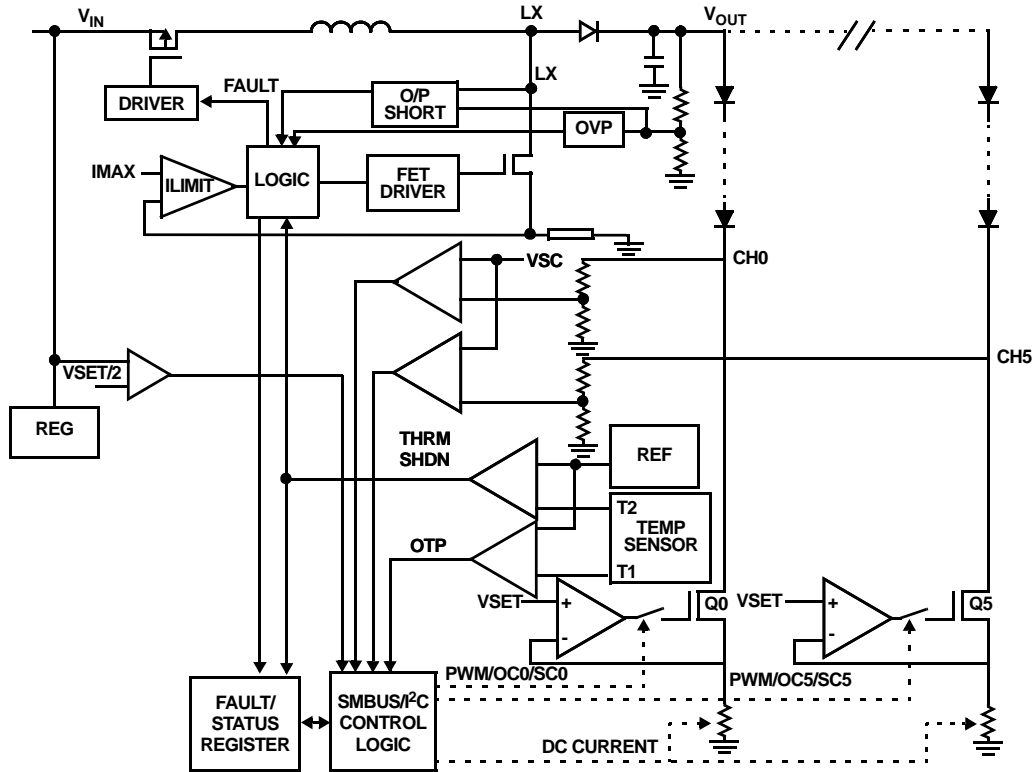 V_IN
LX
V_OUT
LX
FAULT
DRIVER
O/P
SHORT
OVP
IMAX
ILIMIT
LOGIC
FET
DRIVER
VSC
CH0
CH5
VSET/2
REG
THRM
SHDN
REF
T2
TEMP
SENSOR
OTP
T1
VSET
+
-
Q0
VSET
+
-
Q5
PWM/OC0/SC0
PWM/OC5/SC5
FAULT/
STATUS
REGISTER
SMBUS/I²C
CONTROL
LOGIC
DC CURRENT